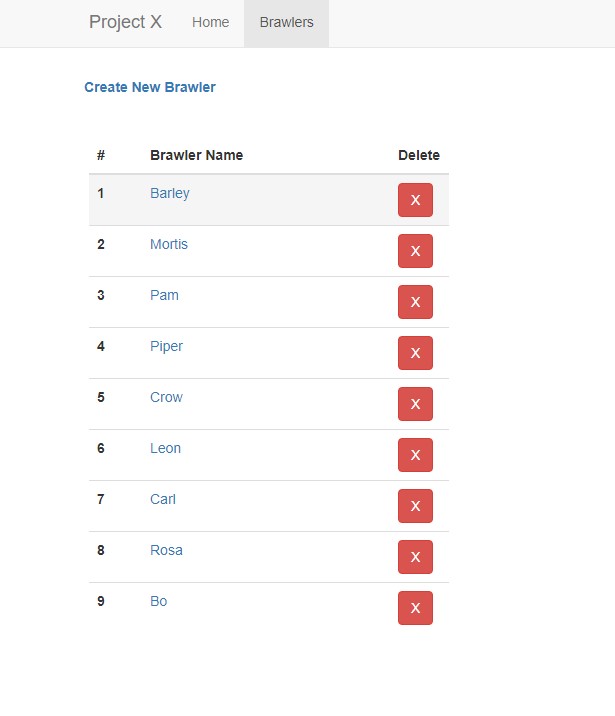 Project X Home Brawlers
Create New Brawler
# Brawler Name Delete
1 Barley X
2 Mortis X
3 Pam X
4 Piper X
5 Crow X
6 Leon X
7 Carl X
8 Rosa X
9 Bo X